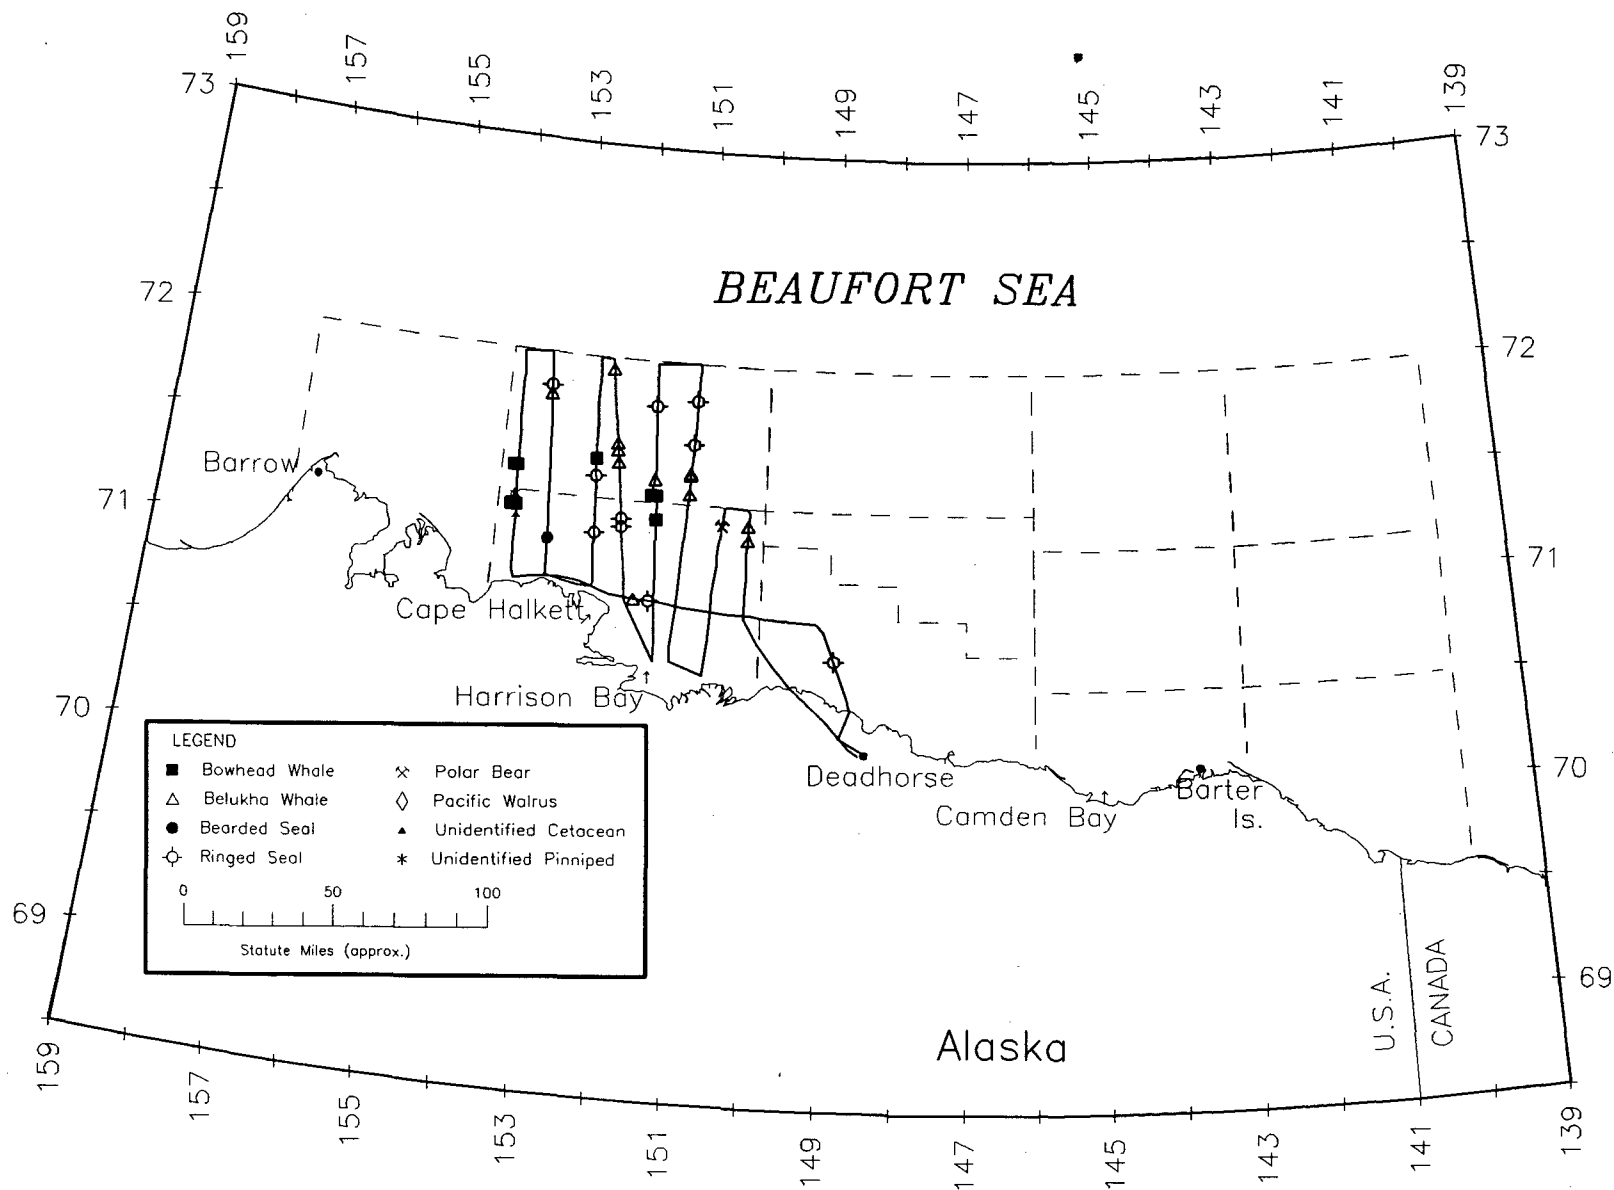 159
157
155
153
151
149
147
145
143
141
139
73
73
BEAUFORT SEA
72
72
Barrow
71
71
Cape Halkett
Harrison Bay
70
70
Deadhorse
Camden Bay
Barter
Is.
LEGEND
Bowhead Whale
Belukha Whale
Bearded Seal
Ringed Seal
Polar Bear
Pacific Walrus
Unidentified Cetacean
Unidentified Pinniped
0 50 100
Statute Miles (approx.)
69
69
U.S.A.
CANADA
Alaska
159
157
155
153
151
149
147
145
143
141
139